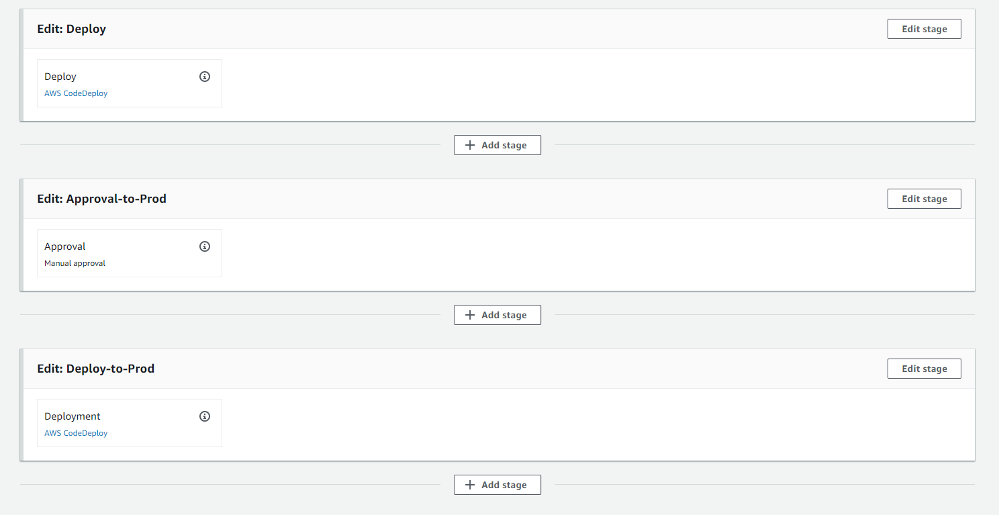 Edit: Deploy
Edit stage
Deploy
AWS CodeDeploy
Add stage
Edit: Approval-to-Prod
Edit stage
Approval
Manual approval
Add stage
Edit: Deploy-to-Prod
Edit stage
Deployment
AWS CodeDeploy
Add stage